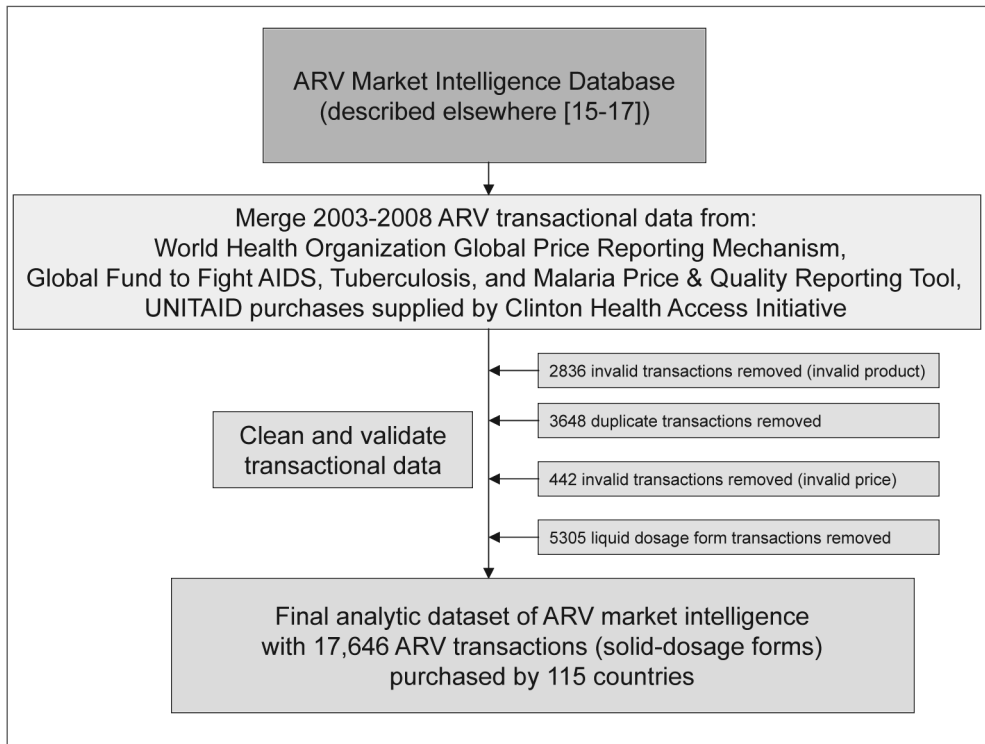 ARV Market Intelligence Database
(described elsewhere [15-17])
Merge 2003-2008 ARV transactional data from:
World Health Organization Global Price Reporting Mechanism,
Global Fund to Fight AIDS, Tuberculosis, and Malaria Price & Quality Reporting Tool,
UNITAID purchases supplied by Clinton Health Access Initiative
2836 invalid transactions removed (invalid product)
Clean and validate
transactional data
3648 duplicate transactions removed
442 invalid transactions removed (invalid price)
5305 liquid dosage form transactions removed
Final analytic dataset of ARV market intelligence
with 17,646 ARV transactions (solid-dosage forms)
purchased by 115 countries